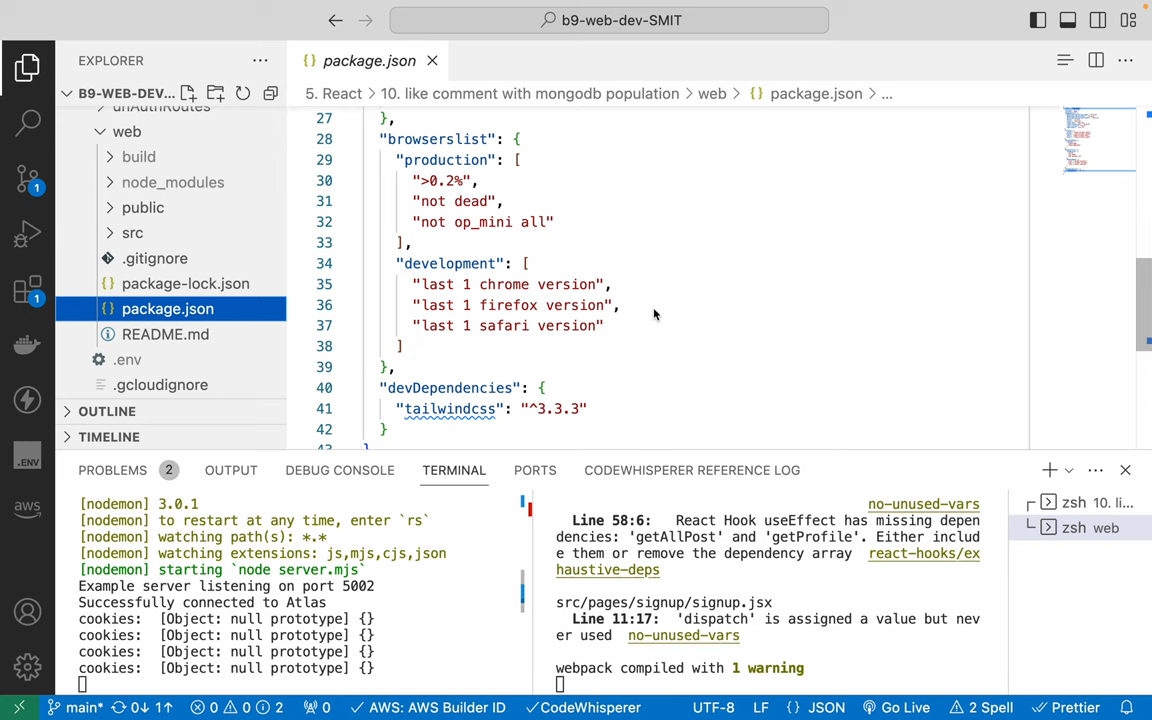 b9-web-dev-SMIT
EXPLORER
package.json
B9-WEB-DEV...
5. React > 10. like comment with mongodb population > web > {} package.json > ...
unAuthRoutes
web
build
node_modules
public
src
.gitignore
package-lock.json
package.json
README.md
.env
.gcloudignore
OUTLINE
TIMELINE
27 },
28 "browserslist": {
29 "production": [
30 ">0.2%",
31 "not dead",
32 "not op_mini all"
33 ],
34 "development": [
35 "last 1 chrome version",
36 "last 1 firefox version",
37 "last 1 safari version"
38 ]
39 },
40 "devDependencies": {
41 "tailwindcss": "^3.3.3"
42 }
43 }
1
1
.ENV
aws
PROBLEMS 2 OUTPUT DEBUG CONSOLE TERMINAL PORTS CODEWHISPERER REFERENCE LOG
[nodemon] 3.0.1
[nodemon] to restart at any time, enter `rs`
[nodemon] watching path(s): *.*
[nodemon] watching extensions: js,mjs,cjs,json
[nodemon] starting `node server.mjs`
Example server listening on port 5002
Successfully connected to Atlas
cookies:  [Object: null prototype] {}
cookies:  [Object: null prototype] {}
cookies:  [Object: null prototype] {}
cookies:  [Object: null prototype] {}
no-unused-vars
Line 58:6:  React Hook useEffect has missing depen
dencies: 'getAllPost' and 'getProfile'. Either includ
e them or remove the dependency array  react-hooks/ex
haustive-deps
src/pages/signup/signup.jsx
Line 11:17:  'dispatch' is assigned a value but nev
er used  no-unused-vars
webpack compiled with 1 warning
zsh 10. li...
zsh web
main* 0↓ 1↑ 0 0 2 0 AWS: AWS Builder ID CodeWhisperer UTF-8 LF {} JSON Go Live 2 Spell Prettier